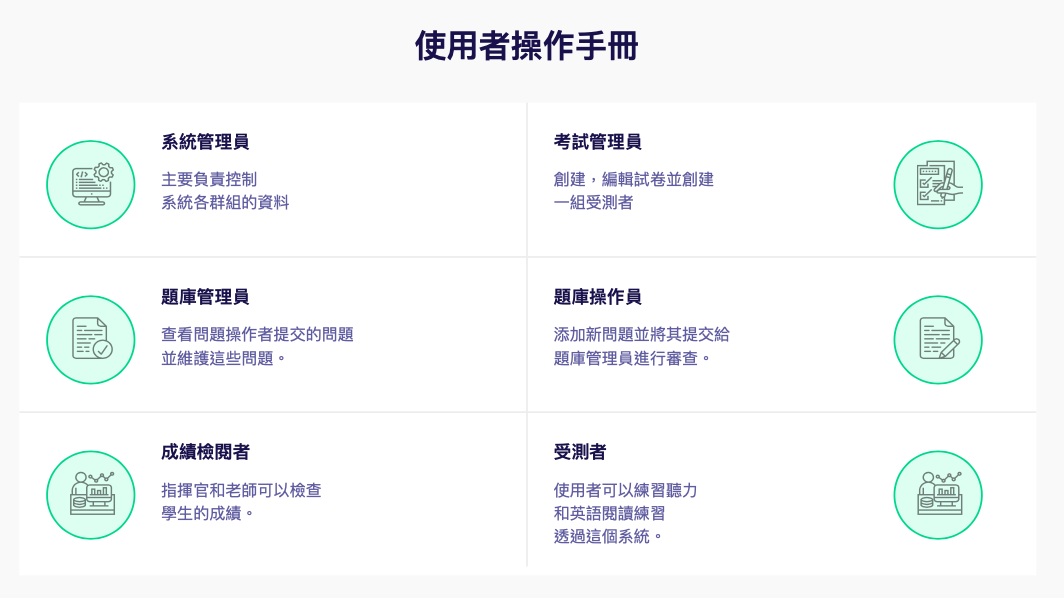 使用者操作手冊
系統管理員
主要負責控制
系統各群組的資料
考試管理員
創建，編輯試卷並創建
一組受測者
題庫管理員
查看問題操作者提交的問題
並維護這些問題。
題庫操作員
添加新問題並將其提交給
題庫管理員進行審查。
成績檢閱者
指揮官和老師可以檢查
學生的成績。
受測者
使用者可以練習聽力
和英語閱讀練習
透過這個系統。